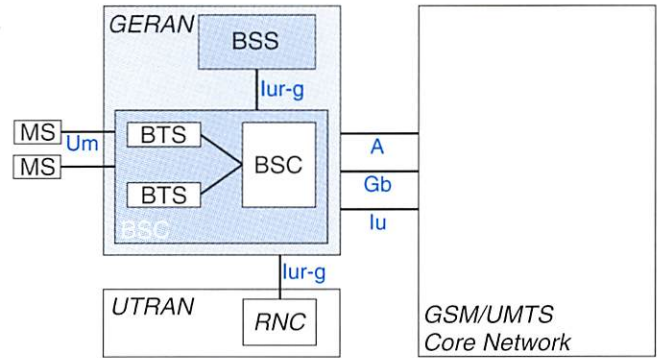 GERAN
BSS
Iur-g
MS
Um
BTS
BSC
A
MS
BTS
Gb
BSC
Iu
Iur-g
UTRAN
RNC
GSM/UMTS
Core Network